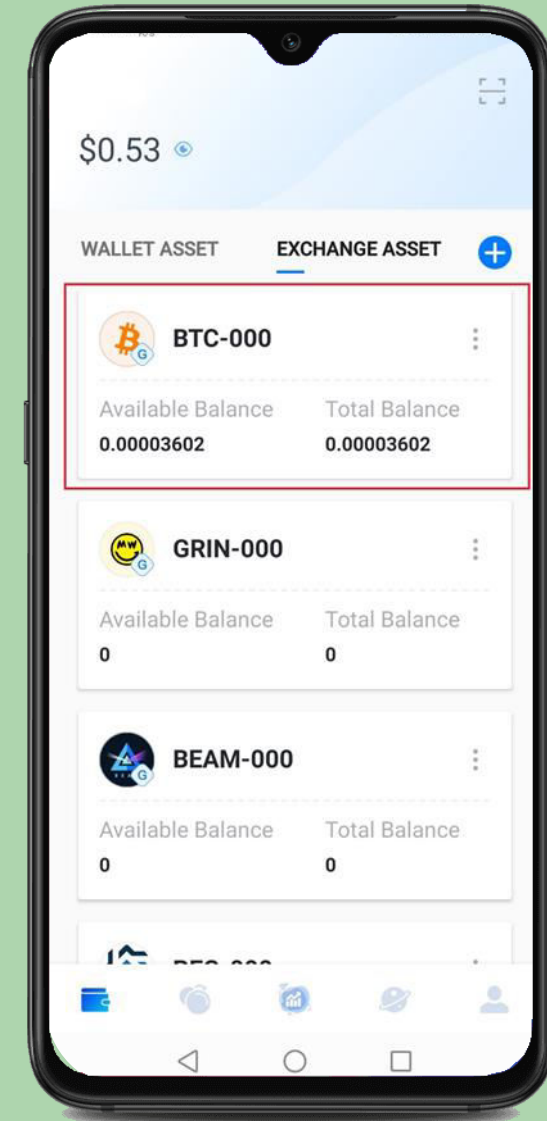 $0.53
WALLET ASSET EXCHANGE ASSET
BTC-000
G
Available Balance Total Balance
0.00003602 0.00003602
MW
G
GRIN-000
Available Balance Total Balance
0 0
G
BEAM-000
Available Balance Total Balance
0 0